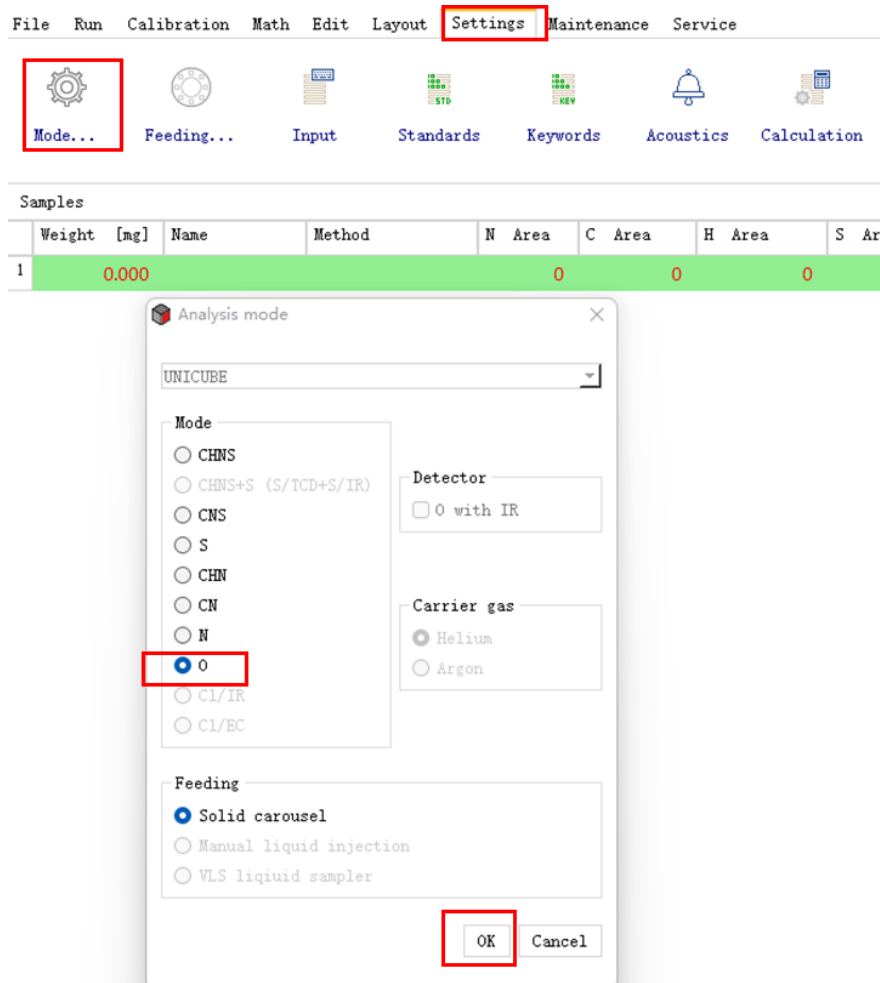 File Run Calibration Math Edit Layout Settings Maintenance Service
Mode... Feeding... Input Standards Keywords Acoustics Calculation
STD KEY
Samples
Weight [mg] Name Method N Area C Area H Area S Ar
1 0.000 0 0 0
Analysis mode
UNICUBE
Mode
CHNS
CHNS+S (S/TCD+S/IR)
CNS
S
CHN
CN
N
O
Cl/IR
Cl/EC
Detector
O with IR
Carrier gas
Helium
Argon
Feeding
Solid carousel
Manual liquid injection
VLS liqiuid sampler
OK Cancel